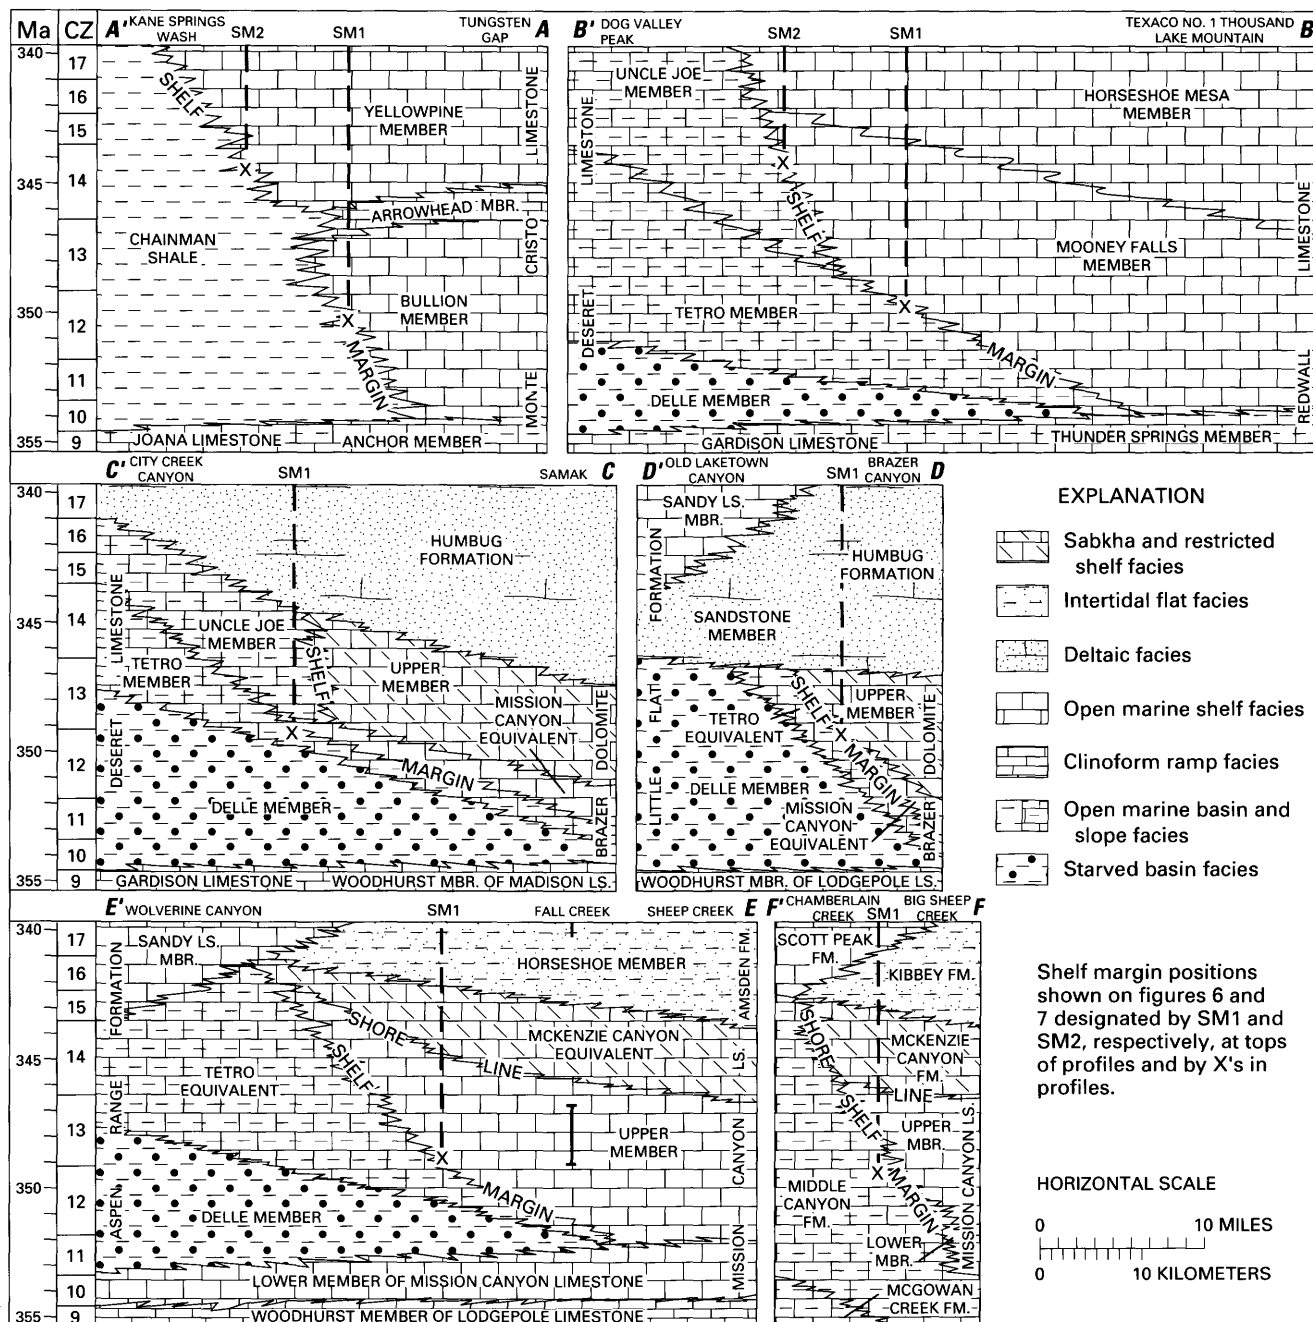 Ma
CZ
A' KANE SPRINGS WASH
SM2
SM1
TUNGSTEN GAP
A
340
345
350
355
17
16
15
14
13
12
11
10
9
SHELF
MARGIN
YELLOWPINE MEMBER
ARROWHEAD MBR.
CHAINMAN SHALE
BULLION MEMBER
JOANA LIMESTONE
ANCHOR MEMBER
MONTE CRISTO LIMESTONE
B' DOG VALLEY PEAK
SM2
SM1
TEXACO NO. 1 THOUSAND LAKE MOUNTAIN
B
UNCLE JOE MEMBER
HORSESHOE MESA MEMBER
SHELF
MARGIN
MOONEY FALLS MEMBER
TETRO MEMBER
DELLE MEMBER
GARDISON LIMESTONE
THUNDER SPRINGS MEMBER
DESERET LIMESTONE
REDWALL LIMESTONE
C' CITY CREEK CANYON
SM1
SAMAK
C
340
345
350
355
17
16
15
14
13
12
11
10
9
HUMBUG FORMATION
UNCLE JOE MEMBER
SHELF
MARGIN
UPPER MEMBER
TETRO MEMBER
MISSION CANYON EQUIVALENT
DELLE MEMBER
GARDISON LIMESTONE
WOODHURST MBR. OF MADISON LS.
DESERET LIMESTONE
BRAZER DOLOMITE
D' OLD LAKETOWN CANYON
SM1
BRAZER CANYON
D
SANDY LS. MBR.
HUMBUG FORMATION
SANDSTONE MEMBER
SHELF
MARGIN
UPPER MEMBER
TETRO EQUIVALENT
DELLE MEMBER
MISSION CANYON EQUIVALENT
WOODHURST MBR. OF LODGEPOLE LS.
LITTLE FLAT FORMATION
BRAZER DOLOMITE
EXPLANATION
Sabkha and restricted
shelf facies
Intertidal flat facies
Deltaic facies
Open marine shelf facies
Clinoform ramp facies
Open marine basin and
slope facies
Starved basin facies
E' WOLVERINE CANYON
SM1
FALL CREEK
SHEEP CREEK
E
340
345
350
355
17
16
15
14
13
12
11
10
9
SANDY LS. MBR.
HORSESHOE MEMBER
SHORE LINE
SHELF
MARGIN
MCKENZIE CANYON EQUIVALENT
TETRO EQUIVALENT
UPPER MEMBER
DELLE MEMBER
LOWER MEMBER OF MISSION CANYON LIMESTONE
WOODHURST MEMBER OF LODGEPOLE LIMESTONE
ASPEN RANGE FORMATION
AMSDEN FM.
MISSION CANYON LS.
F' CHAMBERLAIN CREEK
SM1
BIG SHEEP CREEK
F
SCOTT PEAK FM.
KIBBEY FM.
SHORE LINE
SHELF
MARGIN
MCKENZIE CANYON FM.
UPPER MBR.
MIDDLE CANYON FM.
LOWER MBR.
MCGOWAN CREEK FM.
MISSION CANYON LS.
X
X
X
X
X
X
X
X
Shelf margin positions
shown on figures 6 and
7 designated by SM1 and
SM2, respectively, at tops
of profiles and by X's in
profiles.
HORIZONTAL SCALE
0 10 MILES
0 10 KILOMETERS